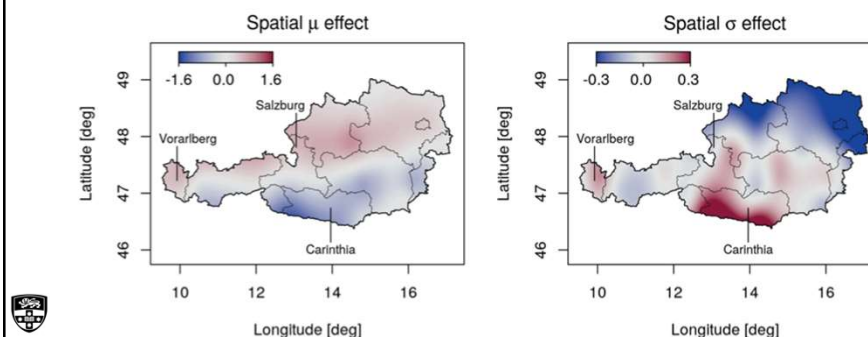 Spatial μ effect
-1.6 0.0 1.6
Salzburg
Vorarlberg
Carinthia
Latitude [deg]
49
48
47
46
10 12 14 16
Longitude [deg]
Spatial σ effect
-0.3 0.0 0.3
Salzburg
Vorarlberg
Carinthia
Latitude [deg]
49
48
47
46
10 12 14 16
Longitude [deg]